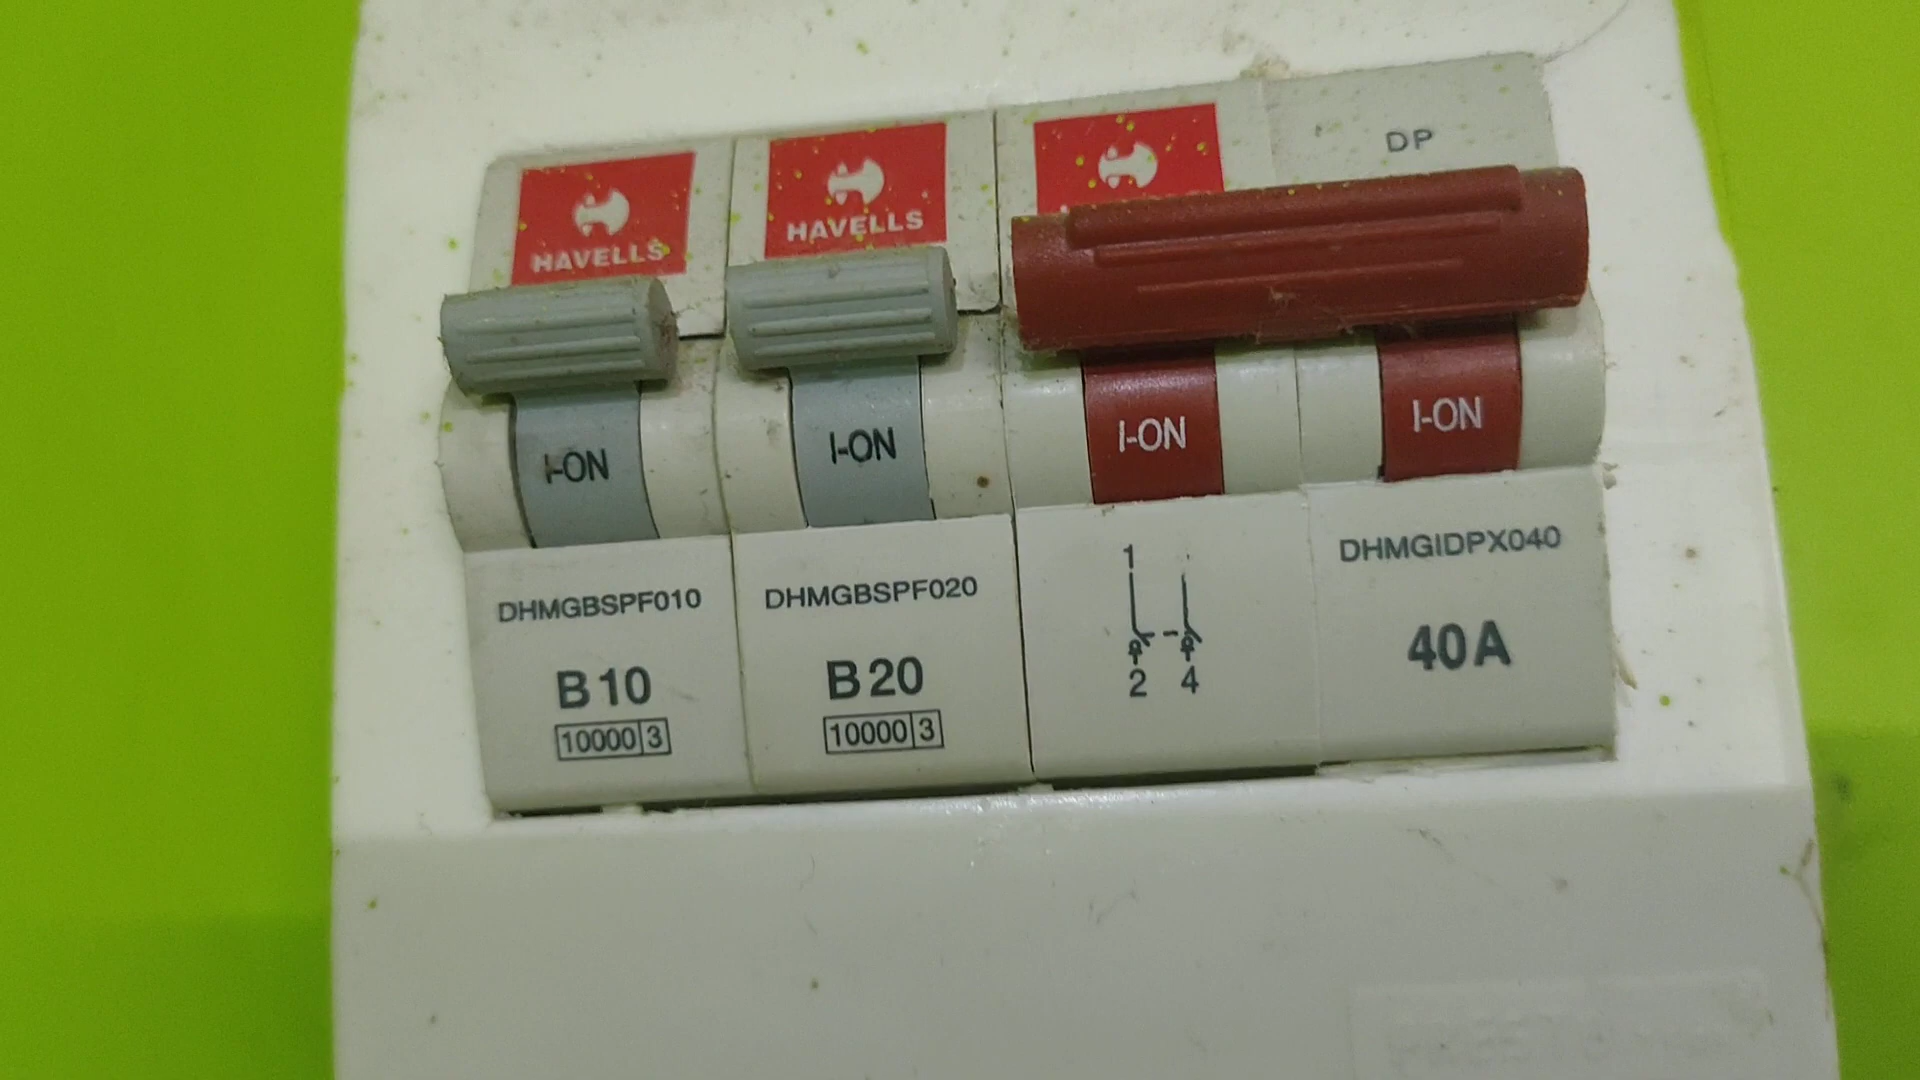 HAVELLS
I-ON
DHMGBSPF010
B10
10000 3
HAVELLS
I-ON
DHMGBSPF020
B20
10000 3
I-ON
1
2 4
DP
I-ON
DHMGIDPX040
40A